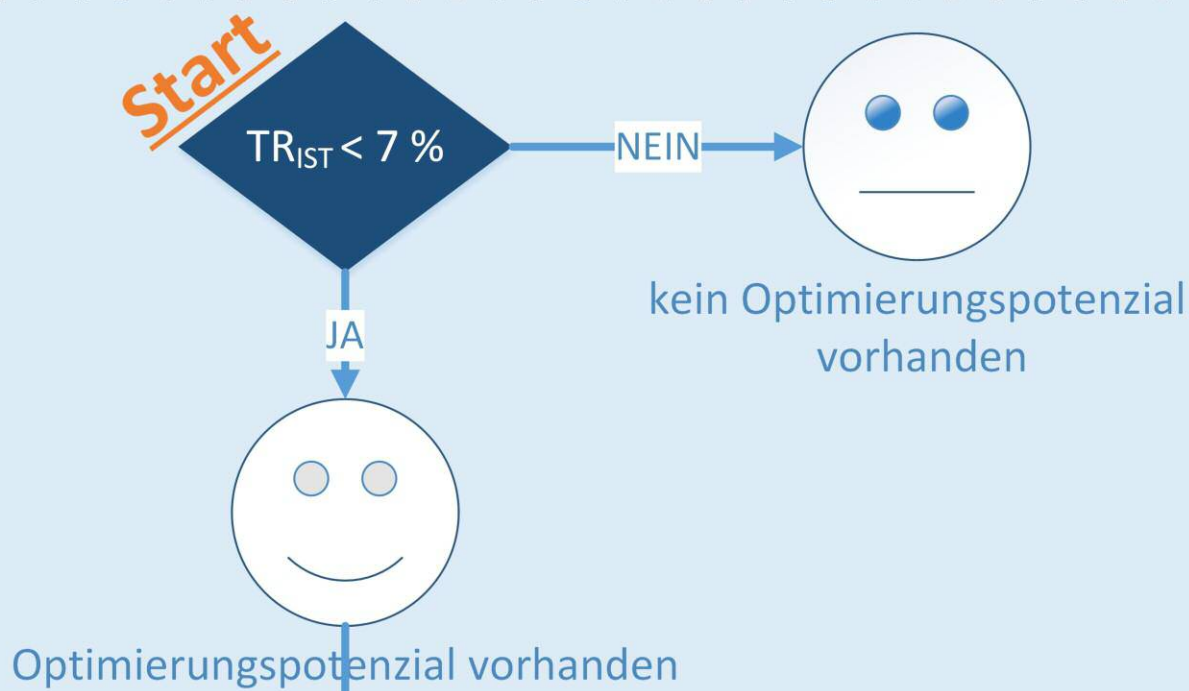 Start
TRIST < 7 %
NEIN
kein Optimierungspotenzial
vorhanden
JA
Optimierungspotenzial vorhanden